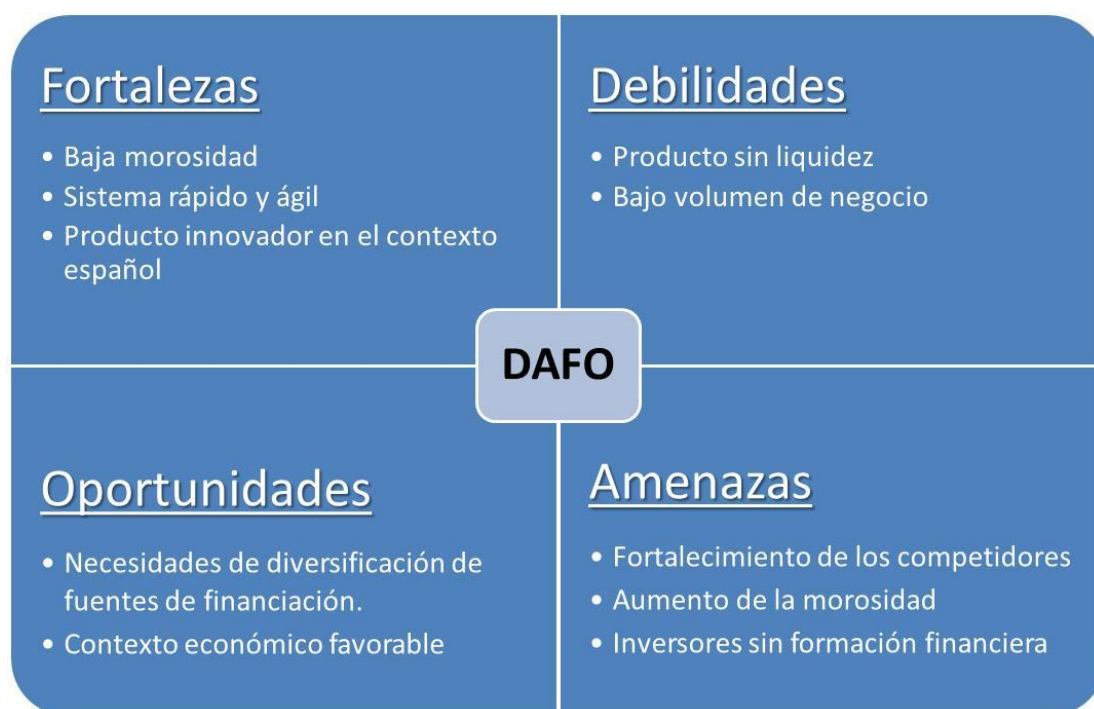 Fortalezas
• Baja morosidad
• Sistema rápido y ágil
• Producto innovador en el contexto
español
Debilidades
• Producto sin liquidez
• Bajo volumen de negocio
DAFO
Oportunidades
• Necesidades de diversificación de
fuentes de financiación.
• Contexto económico favorable
Amenazas
• Fortalecimiento de los competidores
• Aumento de la morosidad
• Inversores sin formación financiera